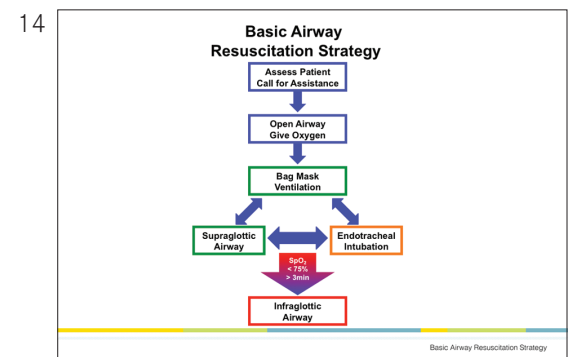 14
Basic Airway
Resuscitation Strategy
Assess Patient
Call for Assistance
Open Airway
Give Oxygen
Bag Mask
Ventilation
Supraglottic
Airway
Endotracheal
Intubation
SpO₂
< 75%
> 3min
Infraglottic
Airway
Basic Airway Resuscitation Strategy